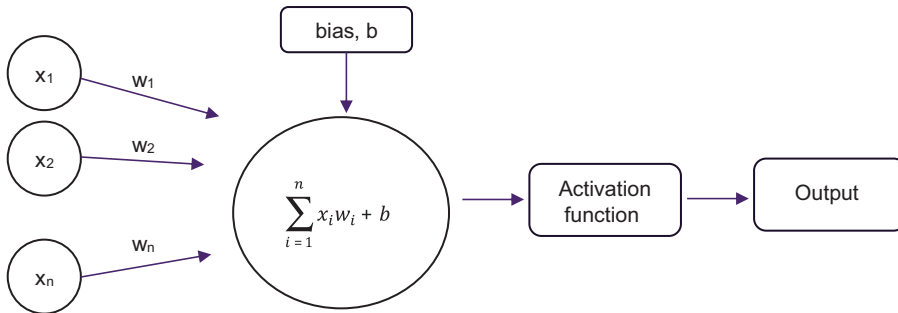 bias, b
x1
w1
x2
w2
n
∑ xiwi + b
i = 1
Activation
function
Output
wn
xn